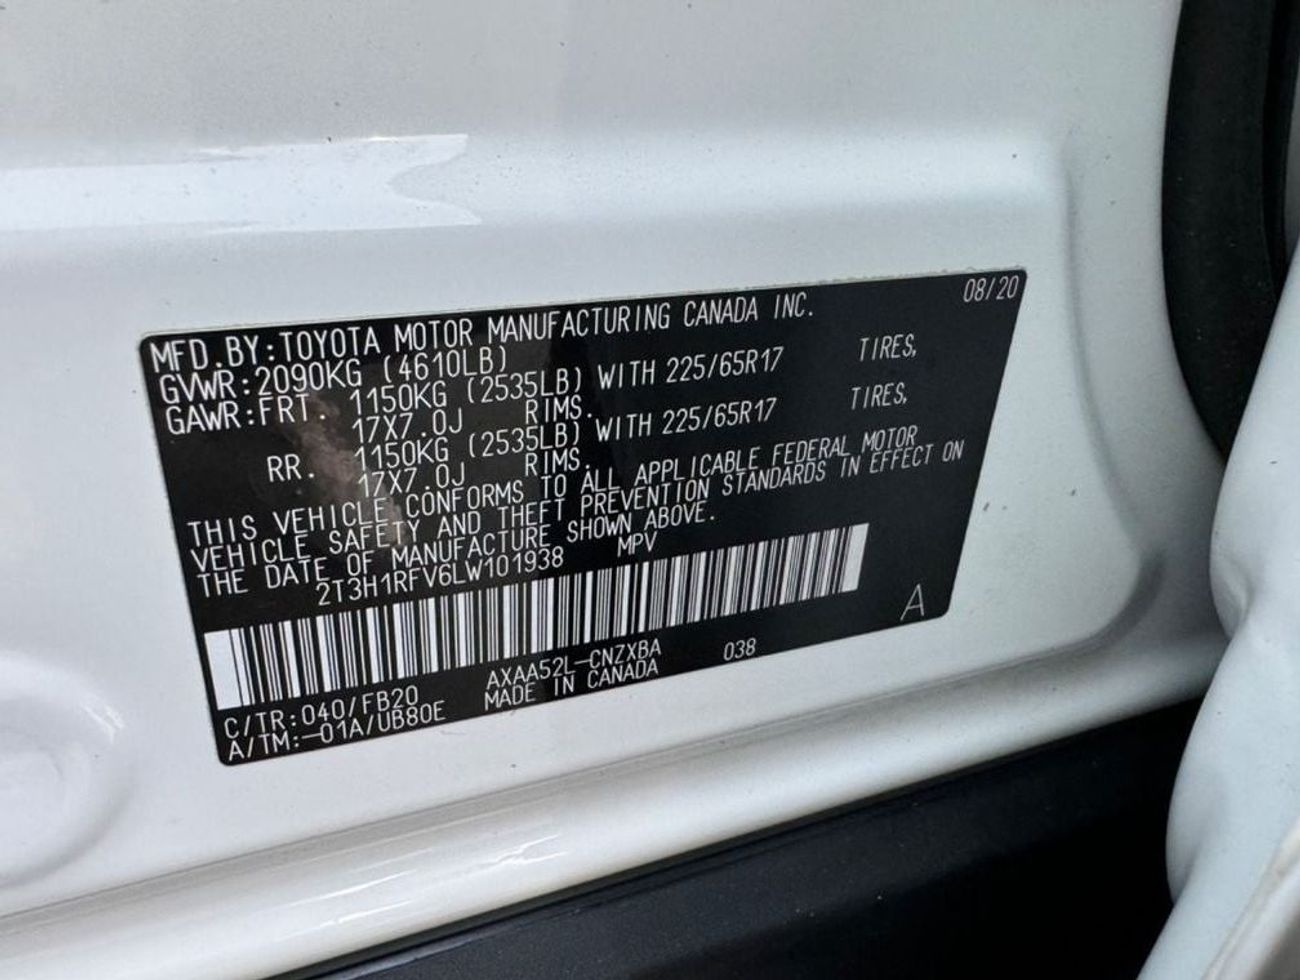 08/20
MFD.BY:TOYOTA MOTOR MANUFACTURING CANADA INC.
GVWR:2090KG (4610LB)
GAWR:FRT. 1150KG (2535LB) WITH 225/65R17 TIRES,
17X7.0J RIMS.
RR. 1150KG (2535LB) WITH 225/65R17 TIRES,
17X7.0J RIMS.
THIS VEHICLE CONFORMS TO ALL APPLICABLE FEDERAL MOTOR
VEHICLE SAFETY AND THEFT PREVENTION STANDARDS IN EFFECT ON
THE DATE OF MANUFACTURE SHOWN ABOVE.
2T3H1RFV6LW101938 MPV
A
C/TR:040/FB20 AXAA52L-CNZXBA 038
A/TM:-01A/UB80E MADE IN CANADA